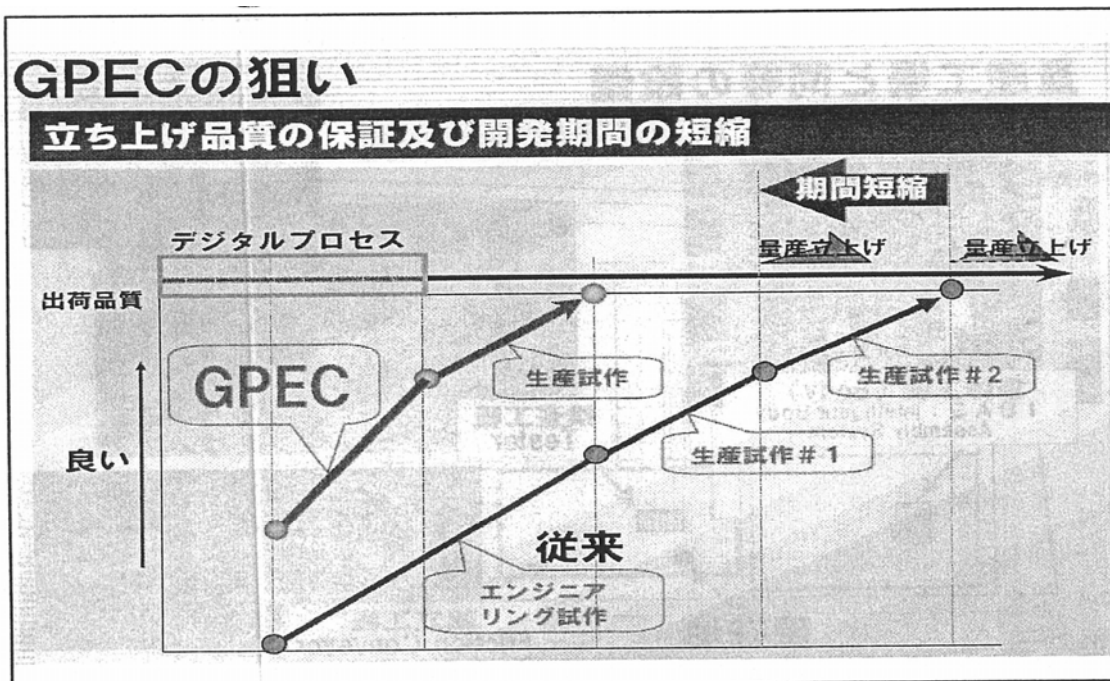 GPECの狙い
立ち上げ品質の保証及び開発期間の短縮
期間短縮
デジタルプロセス
量産立上げ
量産立上げ
出荷品質
GPEC
生産試作
生産試作#2
良い
生産試作#1
従来
エンジニア
リング試作